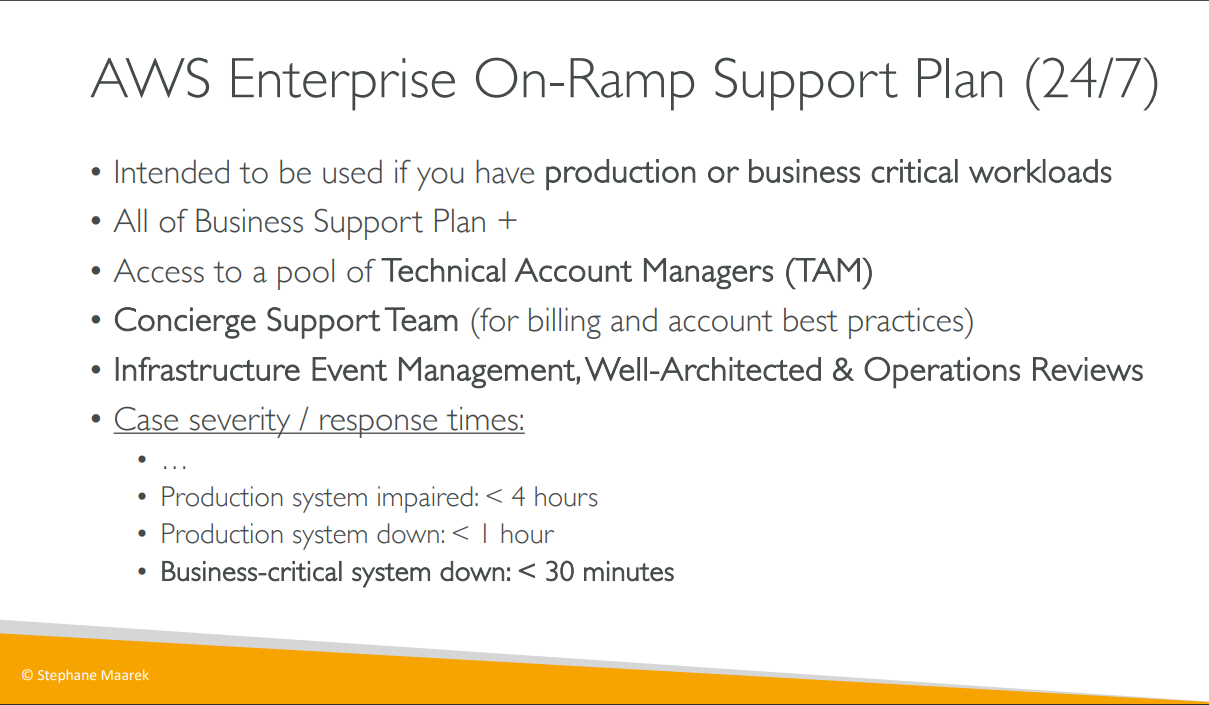 AWS Enterprise On-Ramp Support Plan (24/7)
• Intended to be used if you have production or business critical workloads
• All of Business Support Plan +
• Access to a pool of Technical Account Managers (TAM)
• Concierge Support Team (for billing and account best practices)
• Infrastructure Event Management, Well-Architected & Operations Reviews
• Case severity / response times:
• …
• Production system impaired: < 4 hours
• Production system down: < 1 hour
• Business-critical system down: < 30 minutes
© Stephane Maarek